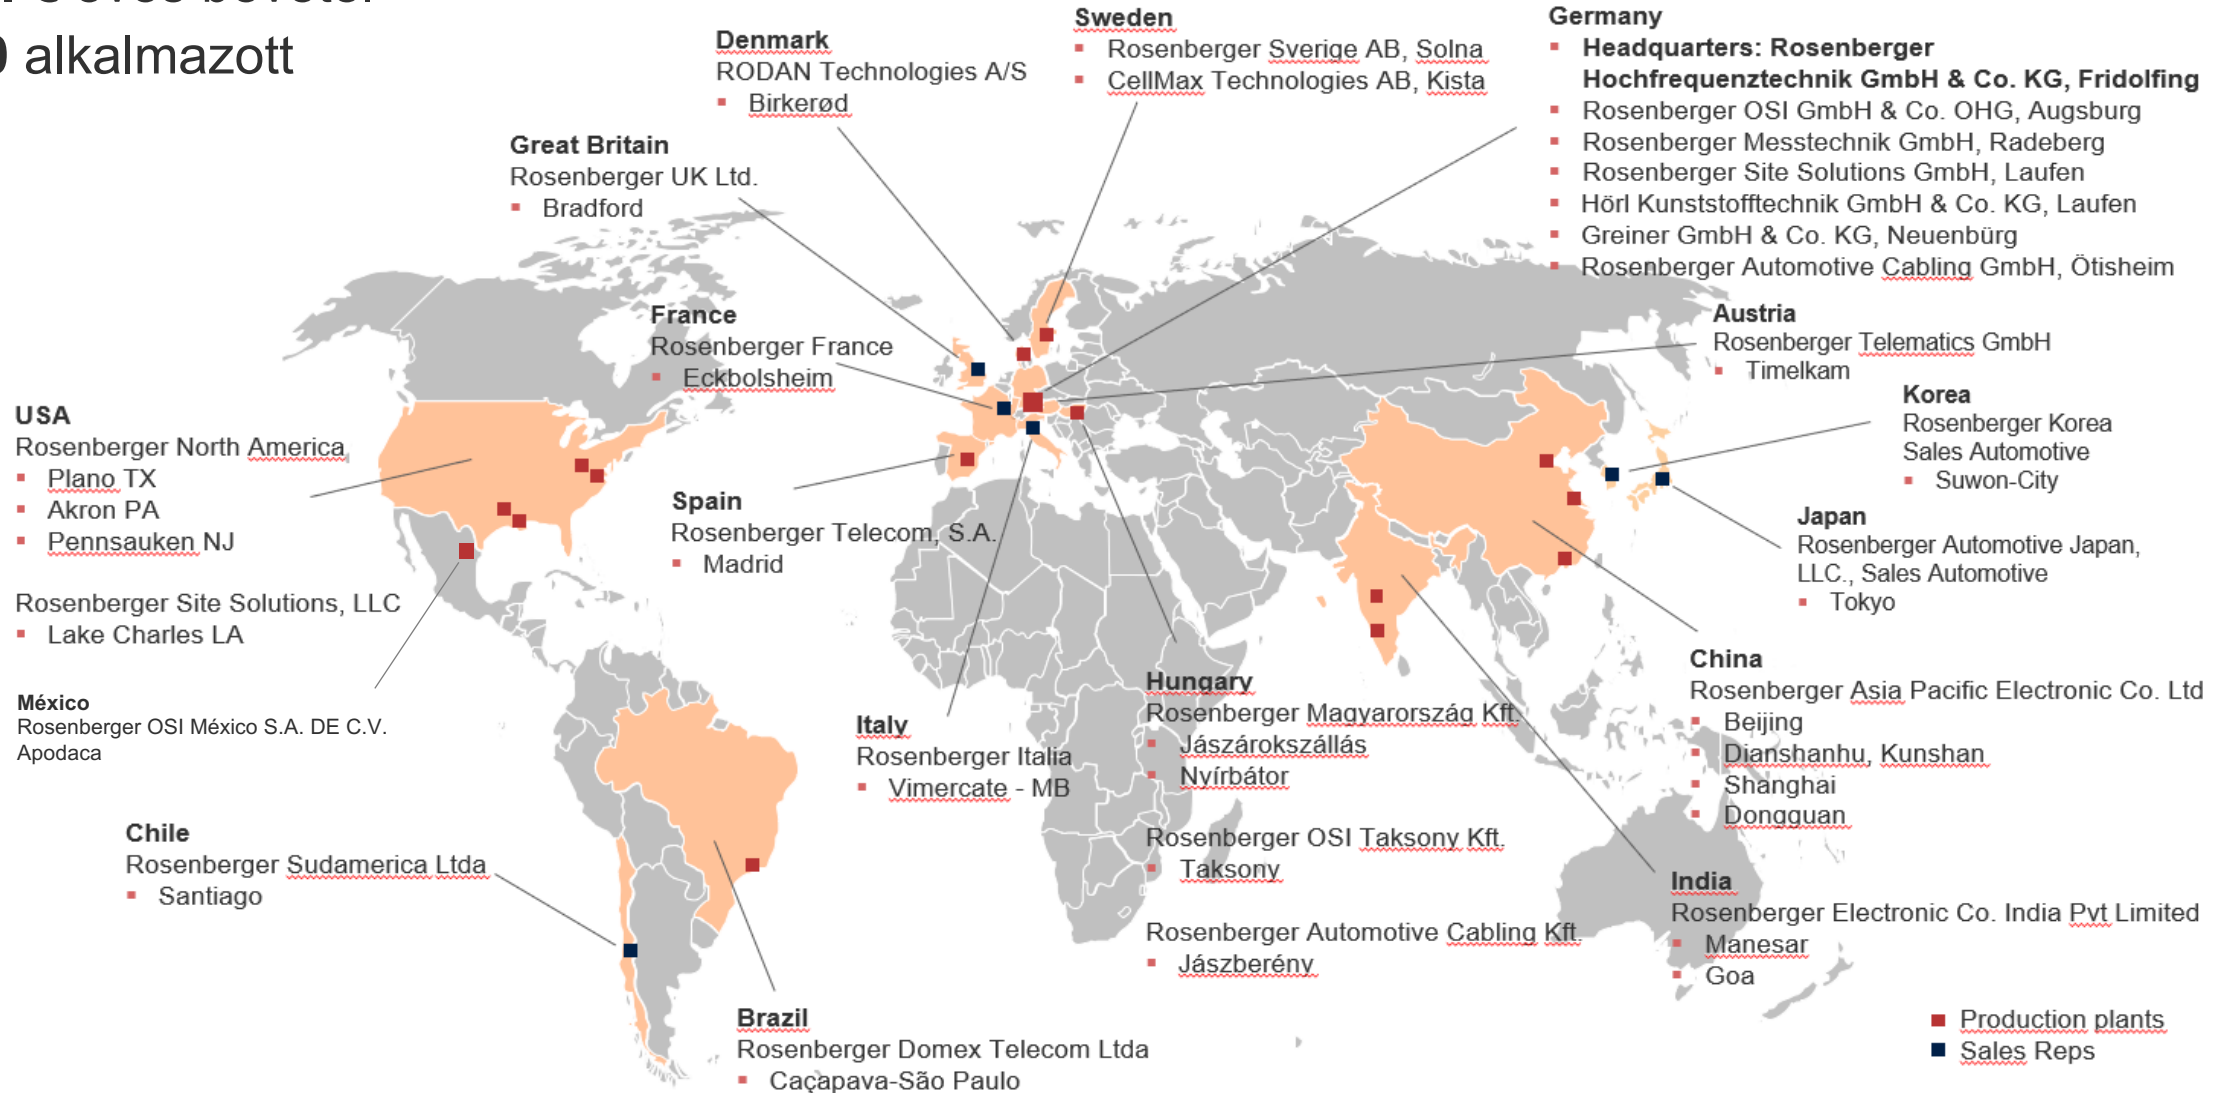 0 alkalmazott
Denmark
RODAN Technologies A/S
Birkerød
Sweden
Rosenberger Sverige AB, Solna
CellMax Technologies AB, Kista
Germany
Headquarters: Rosenberger
Hochfrequenztechnik GmbH & Co. KG, Fridolfing
Rosenberger OSI GmbH & Co. OHG, Augsburg
Rosenberger Messtechnik GmbH, Radeberg
Rosenberger Site Solutions GmbH, Laufen
Hörl Kunststofftechnik GmbH & Co. KG, Laufen
Greiner GmbH & Co. KG, Neuenbürg
Rosenberger Automotive Cabling GmbH, Ötisheim
Great Britain
Rosenberger UK Ltd.
Bradford
France
Rosenberger France
Eckbolsheim
Austria
Rosenberger Telematics GmbH
Timelkam
Korea
Rosenberger Korea
Sales Automotive
Suwon-City
USA
Rosenberger North America
Plano TX
Akron PA
Pennsauken NJ
Rosenberger Site Solutions, LLC
Lake Charles LA
Spain
Rosenberger Telecom, S.A.
Madrid
Japan
Rosenberger Automotive Japan,
LLC., Sales Automotive
Tokyo
México
Rosenberger OSI México S.A. DE C.V.
Apodaca
Italy
Rosenberger Italia
Vimercate - MB
Hungary
Rosenberger Magyarország Kft.
Jászárokszállás
Nyírbátor
Rosenberger OSI Taksony Kft.
Taksony
Rosenberger Automotive Cabling Kft.
Jászberény
China
Rosenberger Asia Pacific Electronic Co. Ltd
Beijing
Dianshanhu, Kunshan
Shanghai
Dongguan
Chile
Rosenberger Sudamerica Ltda
Santiago
India
Rosenberger Electronic Co. India Pvt Limited
Manesar
Goa
Brazil
Rosenberger Domex Telecom Ltda
Caçapava-São Paulo
Production plants
Sales Reps